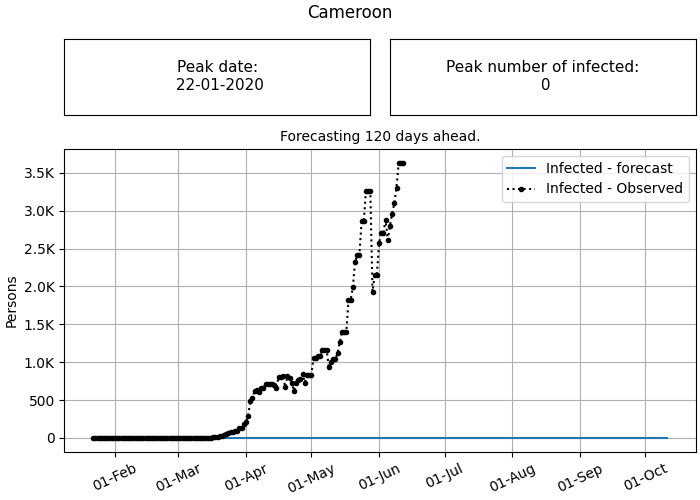 Cameroon
Peak date:
22-01-2020
Peak number of infected:
0
Forecasting 120 days ahead.
Infected - forecast
Infected - Observed
Persons
3.5K
3.0K
2.5K
2.0K
1.5K
1.0K
500
0
01-Feb
01-Mar
01-Apr
01-May
01-Jun
01-Jul
01-Aug
01-Sep
01-Oct